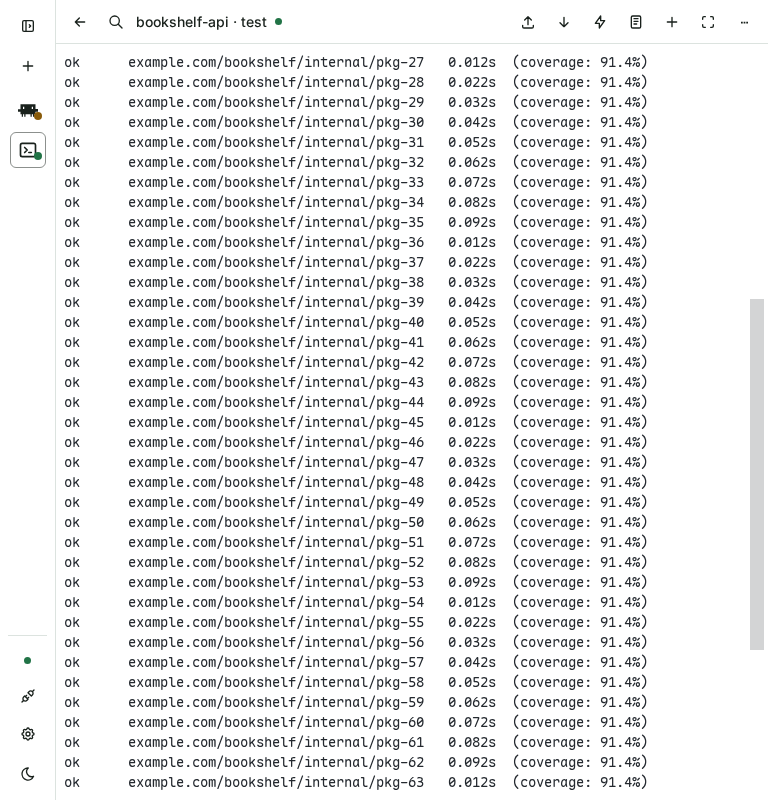 bookshelf-api · test
ok example.com/bookshelf/internal/pkg-27 0.012s (coverage: 91.4%)
ok example.com/bookshelf/internal/pkg-28 0.022s (coverage: 91.4%)
ok example.com/bookshelf/internal/pkg-29 0.032s (coverage: 91.4%)
ok example.com/bookshelf/internal/pkg-30 0.042s (coverage: 91.4%)
ok example.com/bookshelf/internal/pkg-31 0.052s (coverage: 91.4%)
ok example.com/bookshelf/internal/pkg-32 0.062s (coverage: 91.4%)
ok example.com/bookshelf/internal/pkg-33 0.072s (coverage: 91.4%)
ok example.com/bookshelf/internal/pkg-34 0.082s (coverage: 91.4%)
ok example.com/bookshelf/internal/pkg-35 0.092s (coverage: 91.4%)
ok example.com/bookshelf/internal/pkg-36 0.012s (coverage: 91.4%)
ok example.com/bookshelf/internal/pkg-37 0.022s (coverage: 91.4%)
ok example.com/bookshelf/internal/pkg-38 0.032s (coverage: 91.4%)
ok example.com/bookshelf/internal/pkg-39 0.042s (coverage: 91.4%)
ok example.com/bookshelf/internal/pkg-40 0.052s (coverage: 91.4%)
ok example.com/bookshelf/internal/pkg-41 0.062s (coverage: 91.4%)
ok example.com/bookshelf/internal/pkg-42 0.072s (coverage: 91.4%)
ok example.com/bookshelf/internal/pkg-43 0.082s (coverage: 91.4%)
ok example.com/bookshelf/internal/pkg-44 0.092s (coverage: 91.4%)
ok example.com/bookshelf/internal/pkg-45 0.012s (coverage: 91.4%)
ok example.com/bookshelf/internal/pkg-46 0.022s (coverage: 91.4%)
ok example.com/bookshelf/internal/pkg-47 0.032s (coverage: 91.4%)
ok example.com/bookshelf/internal/pkg-48 0.042s (coverage: 91.4%)
ok example.com/bookshelf/internal/pkg-49 0.052s (coverage: 91.4%)
ok example.com/bookshelf/internal/pkg-50 0.062s (coverage: 91.4%)
ok example.com/bookshelf/internal/pkg-51 0.072s (coverage: 91.4%)
ok example.com/bookshelf/internal/pkg-52 0.082s (coverage: 91.4%)
ok example.com/bookshelf/internal/pkg-53 0.092s (coverage: 91.4%)
ok example.com/bookshelf/internal/pkg-54 0.012s (coverage: 91.4%)
ok example.com/bookshelf/internal/pkg-55 0.022s (coverage: 91.4%)
ok example.com/bookshelf/internal/pkg-56 0.032s (coverage: 91.4%)
ok example.com/bookshelf/internal/pkg-57 0.042s (coverage: 91.4%)
ok example.com/bookshelf/internal/pkg-58 0.052s (coverage: 91.4%)
ok example.com/bookshelf/internal/pkg-59 0.062s (coverage: 91.4%)
ok example.com/bookshelf/internal/pkg-60 0.072s (coverage: 91.4%)
ok example.com/bookshelf/internal/pkg-61 0.082s (coverage: 91.4%)
ok example.com/bookshelf/internal/pkg-62 0.092s (coverage: 91.4%)
ok example.com/bookshelf/internal/pkg-63 0.012s (coverage: 91.4%)